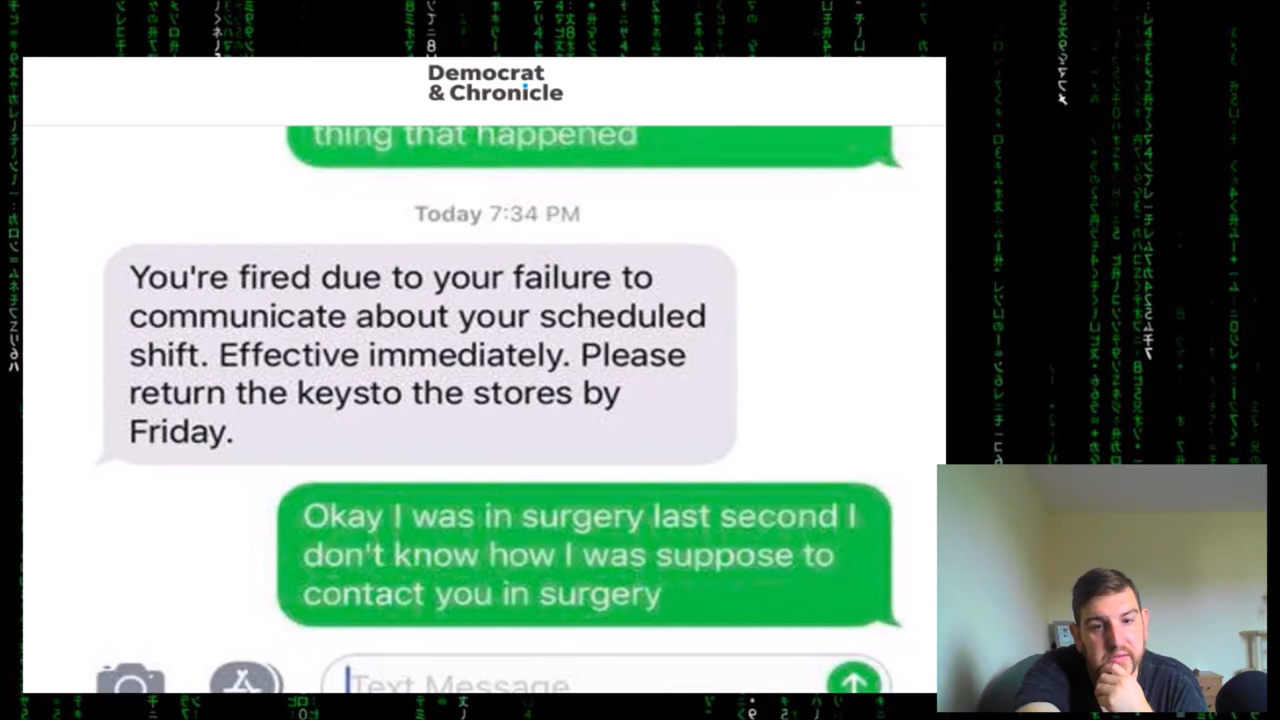 Democrat
& Chronicle
thing that happened
Today 7:34 PM
You're fired due to your failure to
communicate about your scheduled
shift. Effective immediately. Please
return the keysto the stores by
Friday.
Okay I was in surgery last second I
don't know how I was suppose to
contact you in surgery
Text Message